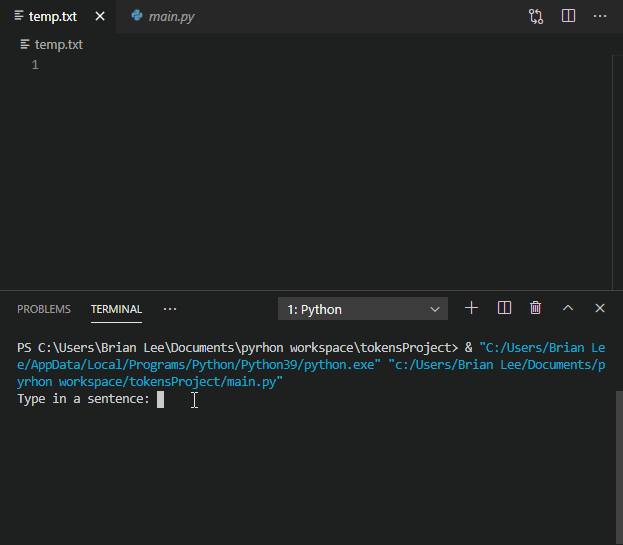 temp.txt main.py
temp.txt
1
PROBLEMS TERMINAL 1: Python
PS C:\Users\Brian Lee\Documents\pyrhon workspace\tokensProject> & "C:/Users/Brian Le
e/AppData/Local/Programs/Python/Python39/python.exe" "c:/Users/Brian Lee/Documents/p
yrhon workspace/tokensProject/main.py"
Type in a sentence: